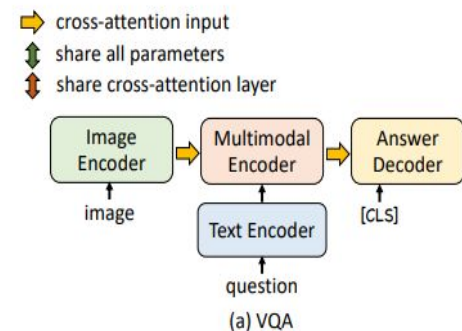 cross-attention input
share all parameters
share cross-attention layer
Image
Encoder
Multimodal
Encoder
Answer
Decoder
image
Text Encoder
[CLS]
question
(a) VQA